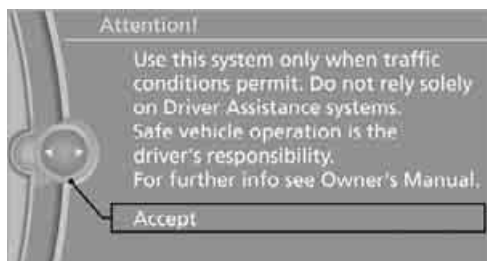 Attention!
Use this system only when traffic
conditions permit. Do not rely solely
on Driver Assistance systems.
Safe vehicle operation is the
driver's responsibility.
For further info see Owner's Manual.
Accept